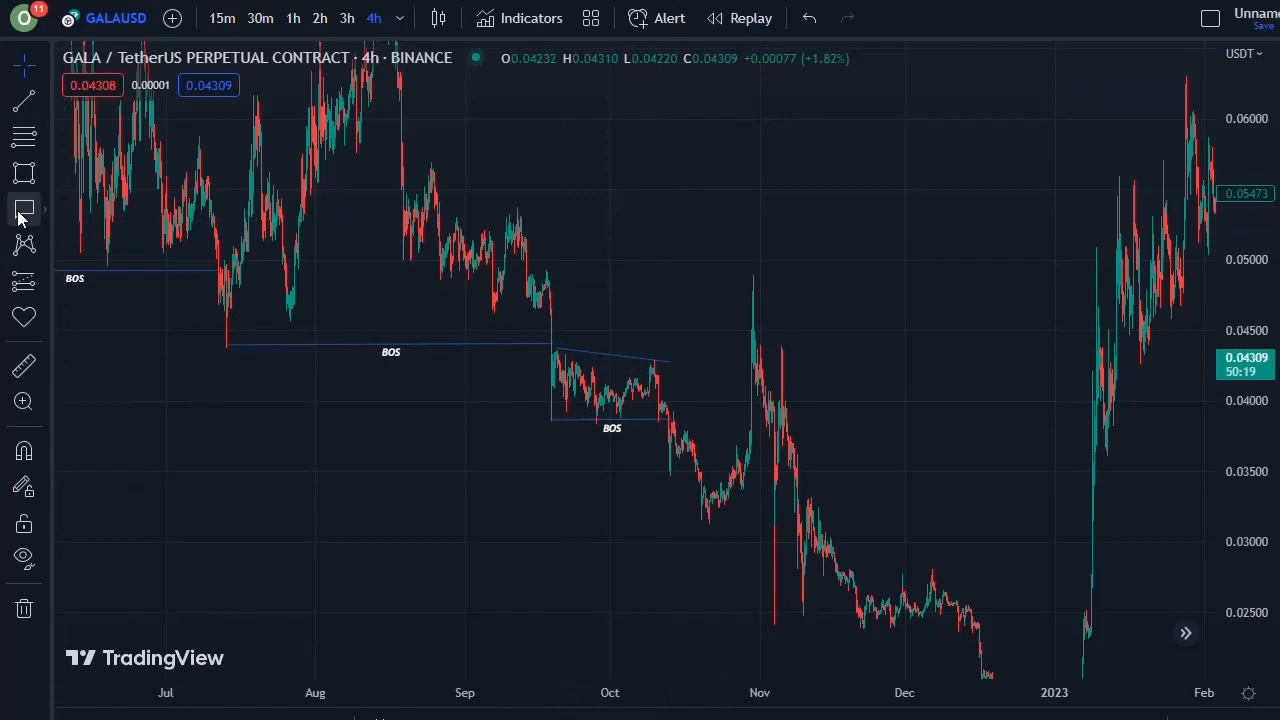 O 11 GALAUSD 15m 30m 1h 2h 3h 4h Indicators Alert Replay Unnam
Save
GALA / TetherUS PERPETUAL CONTRACT · 4h · BINANCE O0.04232 H0.04310 L0.04220 C0.04309 +0.00077 (+1.82%) USDT
0.04308 0.00001 0.04309
0.06000
0.05473
0.05000
BOS
0.04500
BOS
0.04309
50:19
0.04000
BOS
0.03500
0.03000
0.02500
TradingView
Jul Aug Sep Oct Nov Dec 2023 Feb